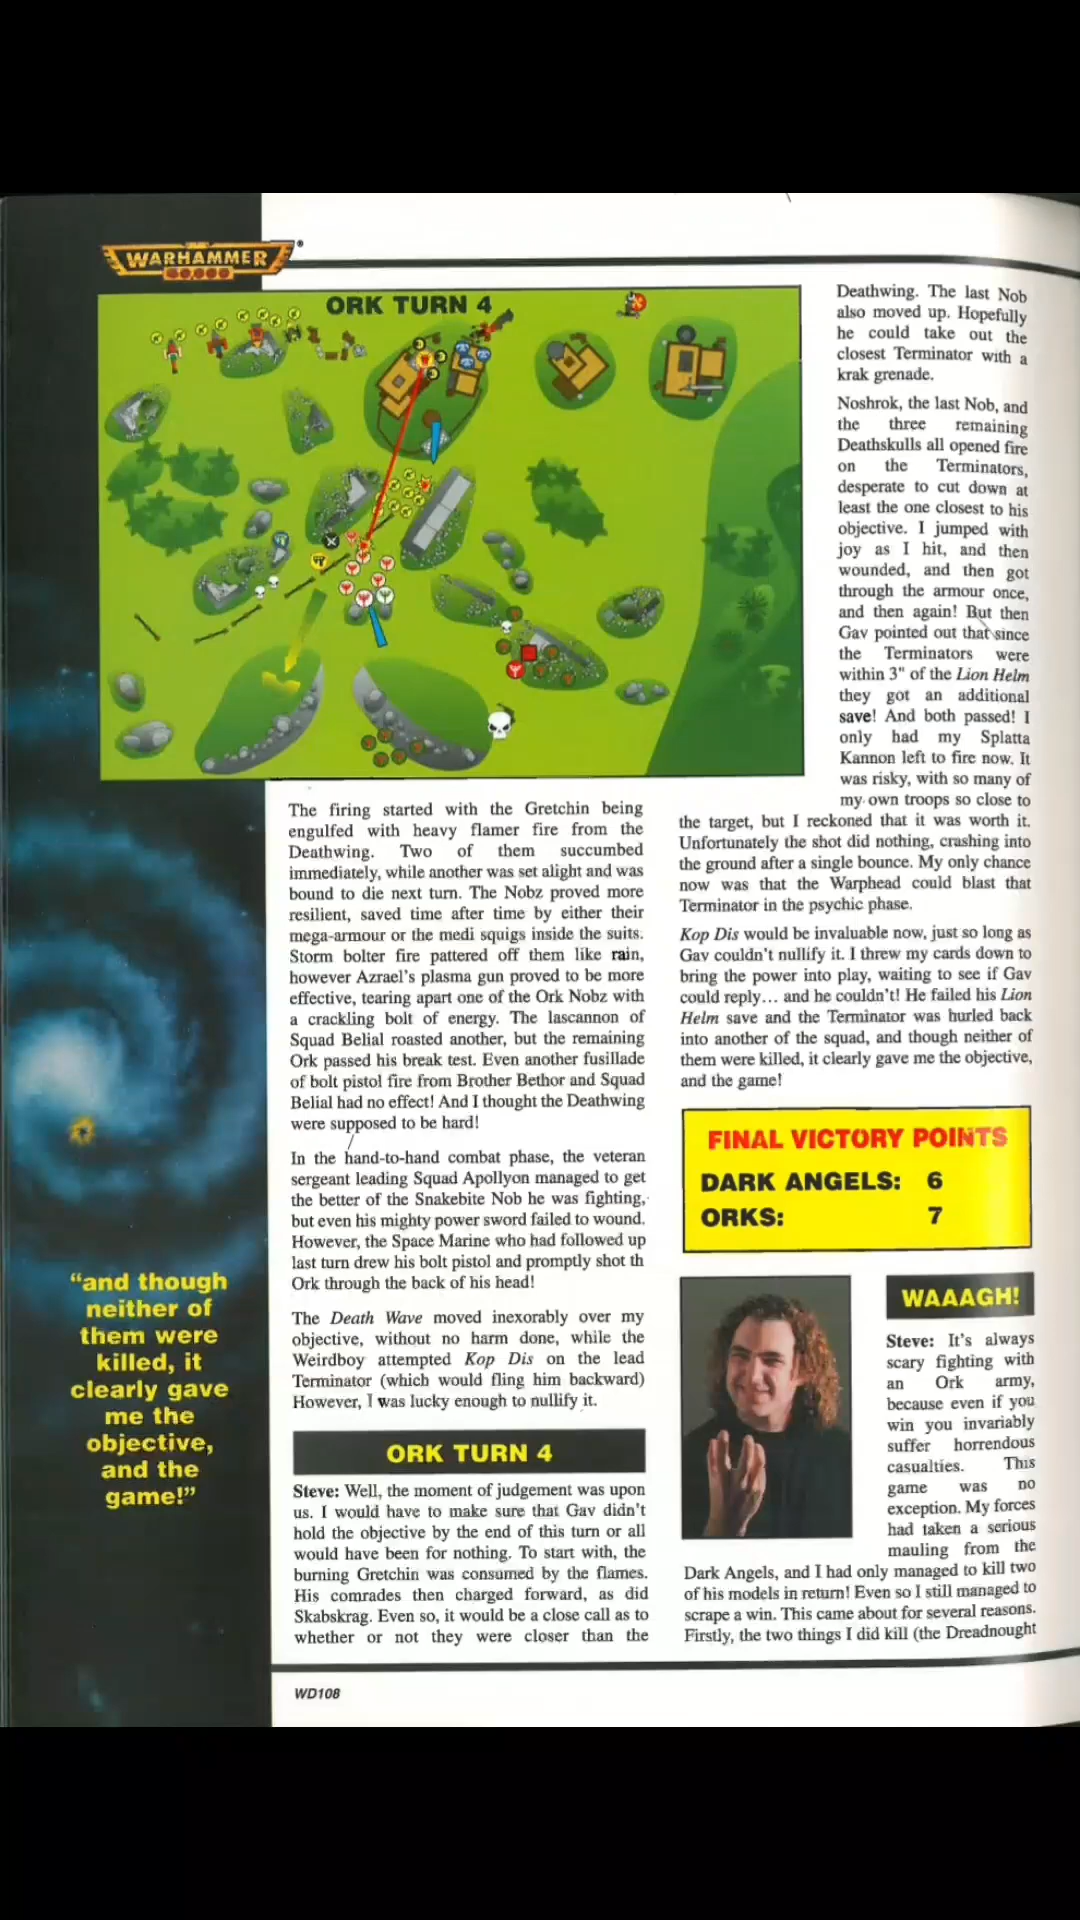 WARHAMMER
40,000
ORK TURN 4
The firing started with the Gretchin being
engulfed with heavy flamer fire from the
Deathwing. Two of them succumbed
immediately, while another was set alight and was
bound to die next turn. The Nobz proved more
resilient, saved time after time by either their
mega-armour or the medi squigs inside the suits.
Storm bolter fire pattered off them like rain,
however Azrael's plasma gun proved to be more
effective, tearing apart one of the Ork Nobz with
a crackling bolt of energy. The lascannon of
Squad Belial roasted another, but the remaining
Ork passed his break test. Even another fusillade
of bolt pistol fire from Brother Bethor and Squad
Belial had no effect! And I thought the Deathwing
were supposed to be hard!
In the hand-to-hand combat phase, the veteran
sergeant leading Squad Apollyon managed to get
the better of the Snakebite Nob he was fighting,
but even his mighty power sword failed to wound.
However, the Space Marine who had followed up
last turn drew his bolt pistol and promptly shot th
Ork through the back of his head!
The Death Wave moved inexorably over my
objective, without no harm done, while the
Weirdboy attempted Kop Dis on the lead
Terminator (which would fling him backward)
However, I was lucky enough to nullify it.
ORK TURN 4
Steve: Well, the moment of judgement was upon
us. I would have to make sure that Gav didn't
hold the objective by the end of this turn or all
would have been for nothing. To start with, the
burning Gretchin was consumed by the flames.
His comrades then charged forward, as did
Skabskrag. Even so, it would be a close call as to
whether or not they were closer than the
Deathwing. The last Nob
also moved up. Hopefully
he could take out the
closest Terminator with a
krak grenade.
Noshrok, the last Nob, and
the three remaining
Deathskulls all opened fire
on the Terminators,
desperate to cut down at
least the one closest to his
objective. I jumped with
joy as I hit, and then
wounded, and then got
through the armour once,
and then again! But then
Gav pointed out that since
the Terminators were
within 3" of the Lion Helm
they got an additional
save! And both passed! I
only had my Splatta
Kannon left to fire now. It
was risky, with so many of
my own troops so close to
the target, but I reckoned that it was worth it.
Unfortunately the shot did nothing, crashing into
the ground after a single bounce. My only chance
now was that the Warphead could blast that
Terminator in the psychic phase.
Kop Dis would be invaluable now, just so long as
Gav couldn't nullify it. I threw my cards down to
bring the power into play, waiting to see if Gav
could reply... and he couldn't! He failed his Lion
Helm save and the Terminator was hurled back
into another of the squad, and though neither of
them were killed, it clearly gave me the objective,
and the game!
FINAL VICTORY POINTS
DARK ANGELS: 6
ORKS: 7
WAAAGH!
Steve: It's always
scary fighting with
an Ork army,
because even if you
win you invariably
suffer horrendous
casualties. This
game was no
exception. My forces
had taken a serious
mauling from the
Dark Angels, and I had only managed to kill two
of his models in return! Even so I still managed to
scrape a win. This came about for several reasons.
Firstly, the two things I did kill (the Dreadnought
"and though
neither of
them were
killed, it
clearly gave
me the
objective,
and the
game!"
WD108